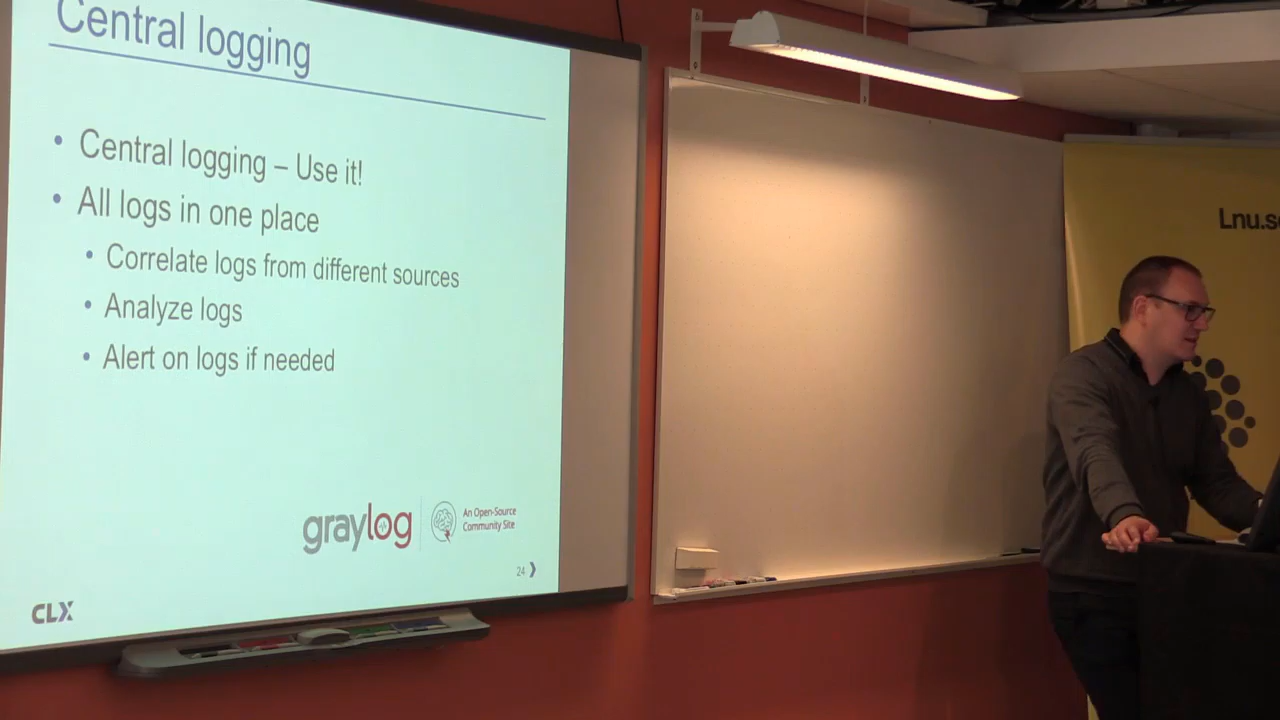 Central logging
• Central logging – Use it!
• All logs in one place
• Correlate logs from different sources
• Analyze logs
• Alert on logs if needed
graylog
An Open-Source
Community Site
24
CLX
Lnu.se